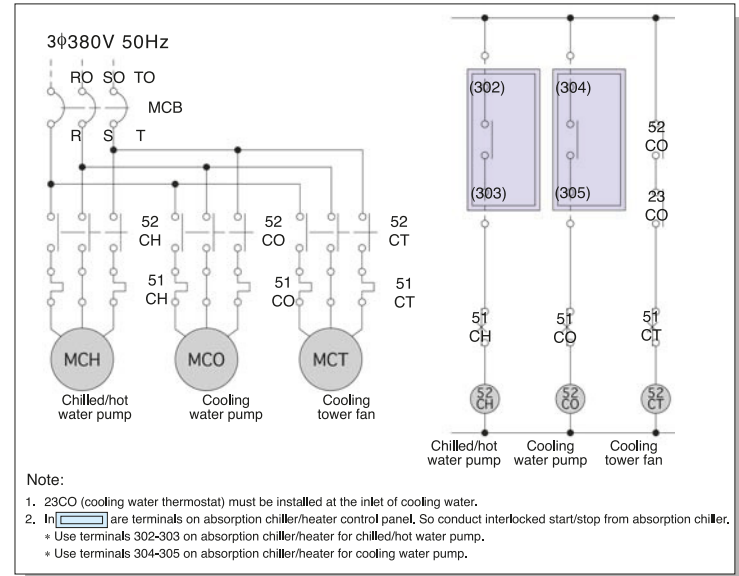 3φ380V 50Hz
RO SO TO
MCB
R S T
52
CH
52
CO
52
CT
51
CH
51
CO
51
CT
MCH
MCO
MCT
Chilled/hot
water pump
Cooling
water pump
Cooling
tower fan
(302)
(304)
52
CO
(303)
(305)
23
CO
51
CH
51
CO
51
CT
52
CH
52
CO
52
CT
Chilled/hot
water pump
Cooling
water pump
Cooling
tower fan
Note:
1. 23CO (cooling water thermostat) must be installed at the inlet of cooling water.
2. In are terminals on absorption chiller/heater control panel. So conduct interlocked start/stop from absorption chiller.
* Use terminals 302-303 on absorption chiller/heater for chilled/hot water pump.
* Use terminals 304-305 on absorption chiller/heater for cooling water pump.